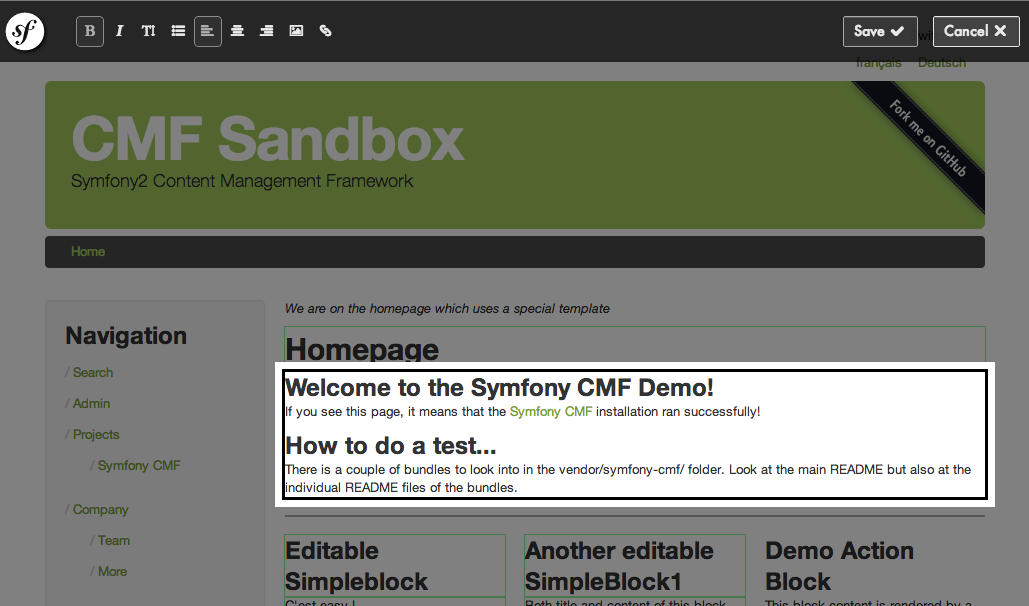 sf
B I TI
Save
Cancel
français Deutsch
CMF Sandbox
Symfony2 Content Management Framework
Fork me on GitHub
Home
Navigation
/ Search
/ Admin
/ Projects
/ Symfony CMF
/ Company
/ Team
/ More
We are on the homepage which uses a special template
Homepage
Welcome to the Symfony CMF Demo!
If you see this page, it means that the Symfony CMF installation ran successfully!
How to do a test...
There is a couple of bundles to look into in the vendor/symfony-cmf/ folder. Look at the main README but also at the
individual README files of the bundles.
Editable
Simpleblock
C'est easy !
Another editable
SimpleBlock1
Both title and content of this block
Demo Action
Block
This block content is rendered by a